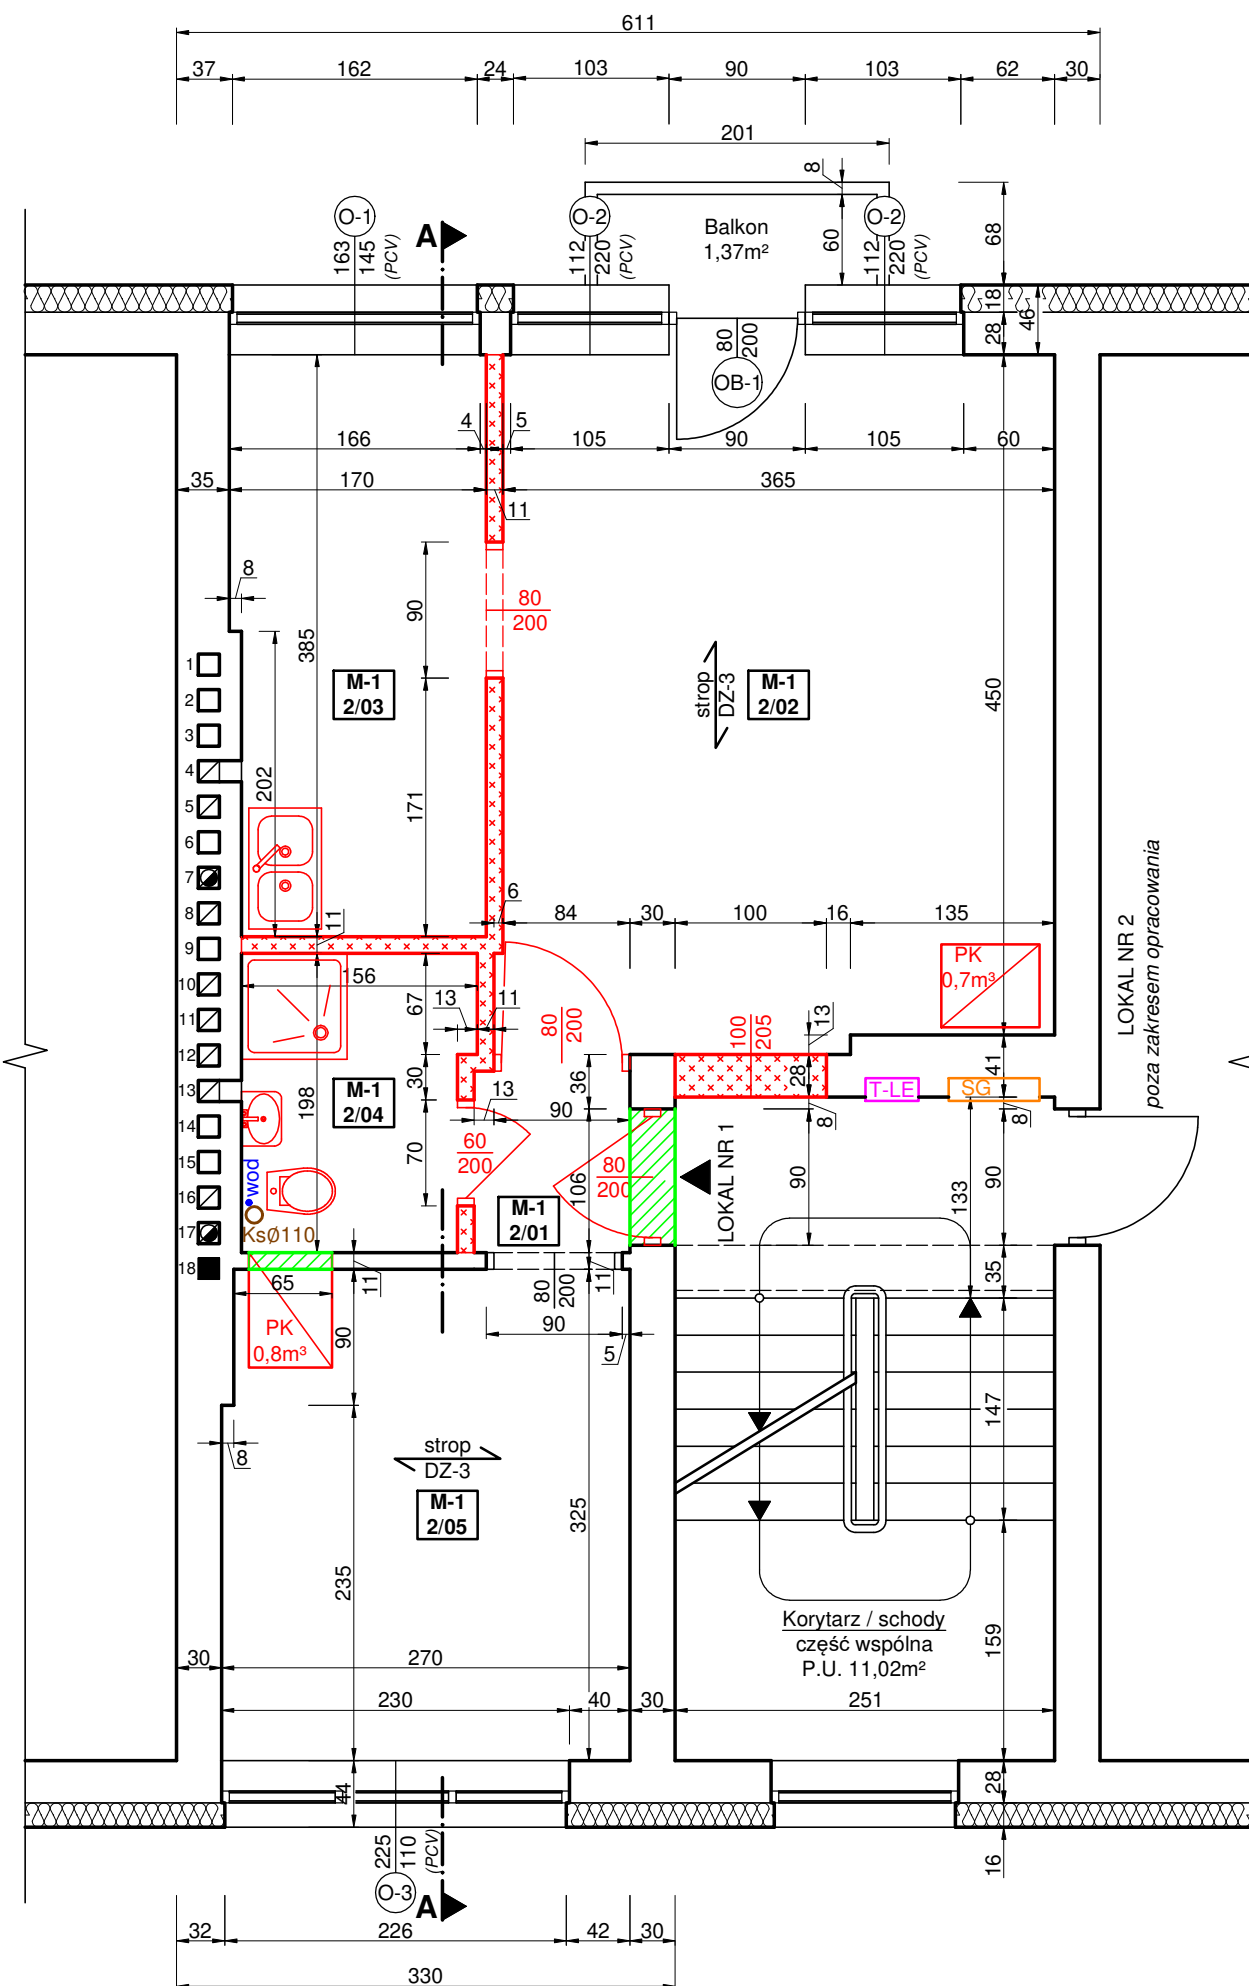 611
37 162 24 103 90 103 62 30
201
8
O-1
163
145
(PCV)
A
O-2
112
220
(PCV)
Balkon
1,37m²
60
O-2
112
220
(PCV)
68
18
46
28
80
200
OB-1
4 5
166 105 90 105 60
35 170 365
11
8
90
80
200
385
450
1
2
3
4
5
6
7
8
9
10
11
12
13
14
15
16
17
18
M-1
2/03
strop
DZ-3
M-1
2/02
202
171
6
84 30 100 16 135
11
PK
0,7m³
LOKAL NR 2
poza zakresem opracowania
156
67
13 11
80
200
100
205
13
28
41
36
30
T-LE
SG
M-1
2/04
198
13
90
8
8
70
60
200
80
200
106
LOKAL NR 1
90
133
90
wod
KsØ110
M-1
2/01
35
65
11
80
200
11
PK
0,8m³
90
90
5
147
8
strop
DZ-3
M-1
2/05
325
235
Korytarz / schody
część wspólna
P.U. 11,02m²
159
30 270
230 40 30 251
44
28
225
110
(PCV)
16
O-3
A
32 226 42 30
330